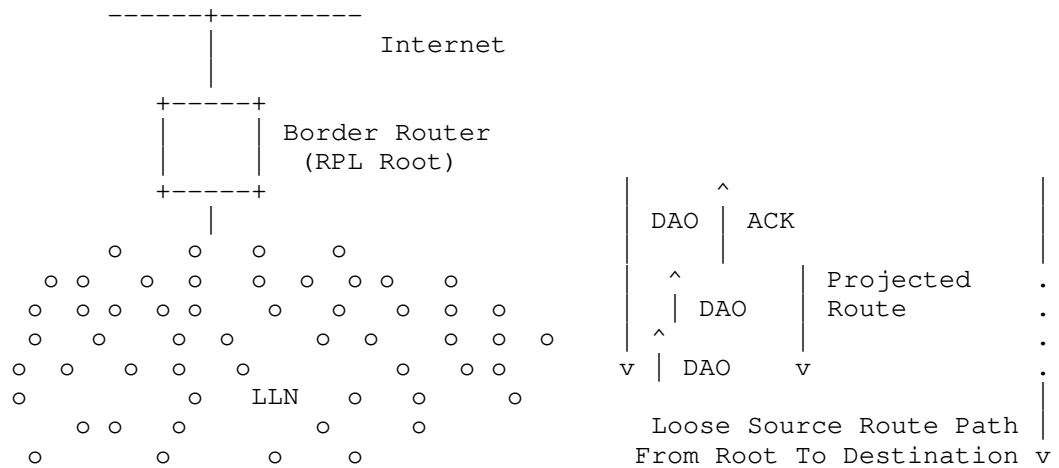 Internet
Border Router
(RPL Root)
DAO ACK
Projected
DAO Route
DAO
LLN
Loose Source Route Path
From Root To Destination